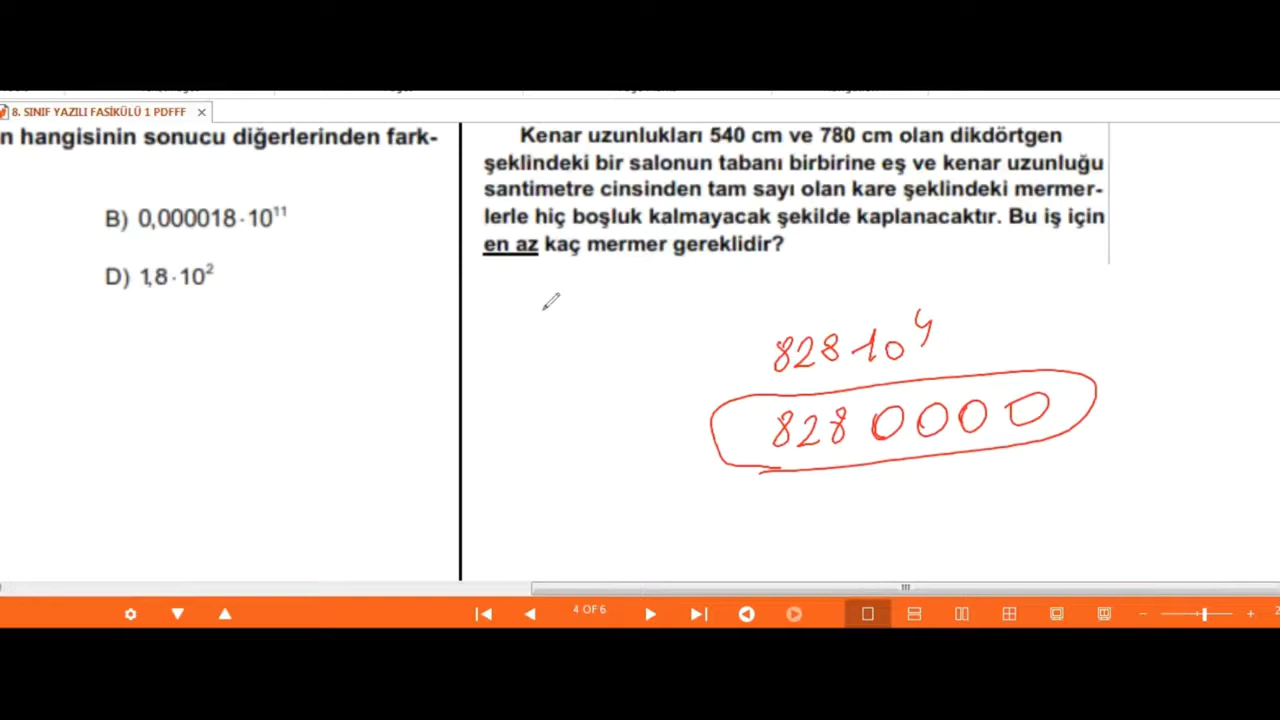 8. SINIF YAZILI FASİKÜLÜ 1 PDFFF
n hangisinin sonucu diğerlerinden fark-
B) 0,000018 · 10¹¹
D) 1,8 · 10²
Kenar uzunlukları 540 cm ve 780 cm olan dikdörtgen
şeklindeki bir salonun tabanı birbirine eş ve kenar uzunluğu
santimetre cinsinden tam sayı olan kare şeklindeki mermer-
lerle hiç boşluk kalmayacak şekilde kaplanacaktır. Bu iş için
en az kaç mermer gereklidir?
828·10⁴
8280000
4 OF 6